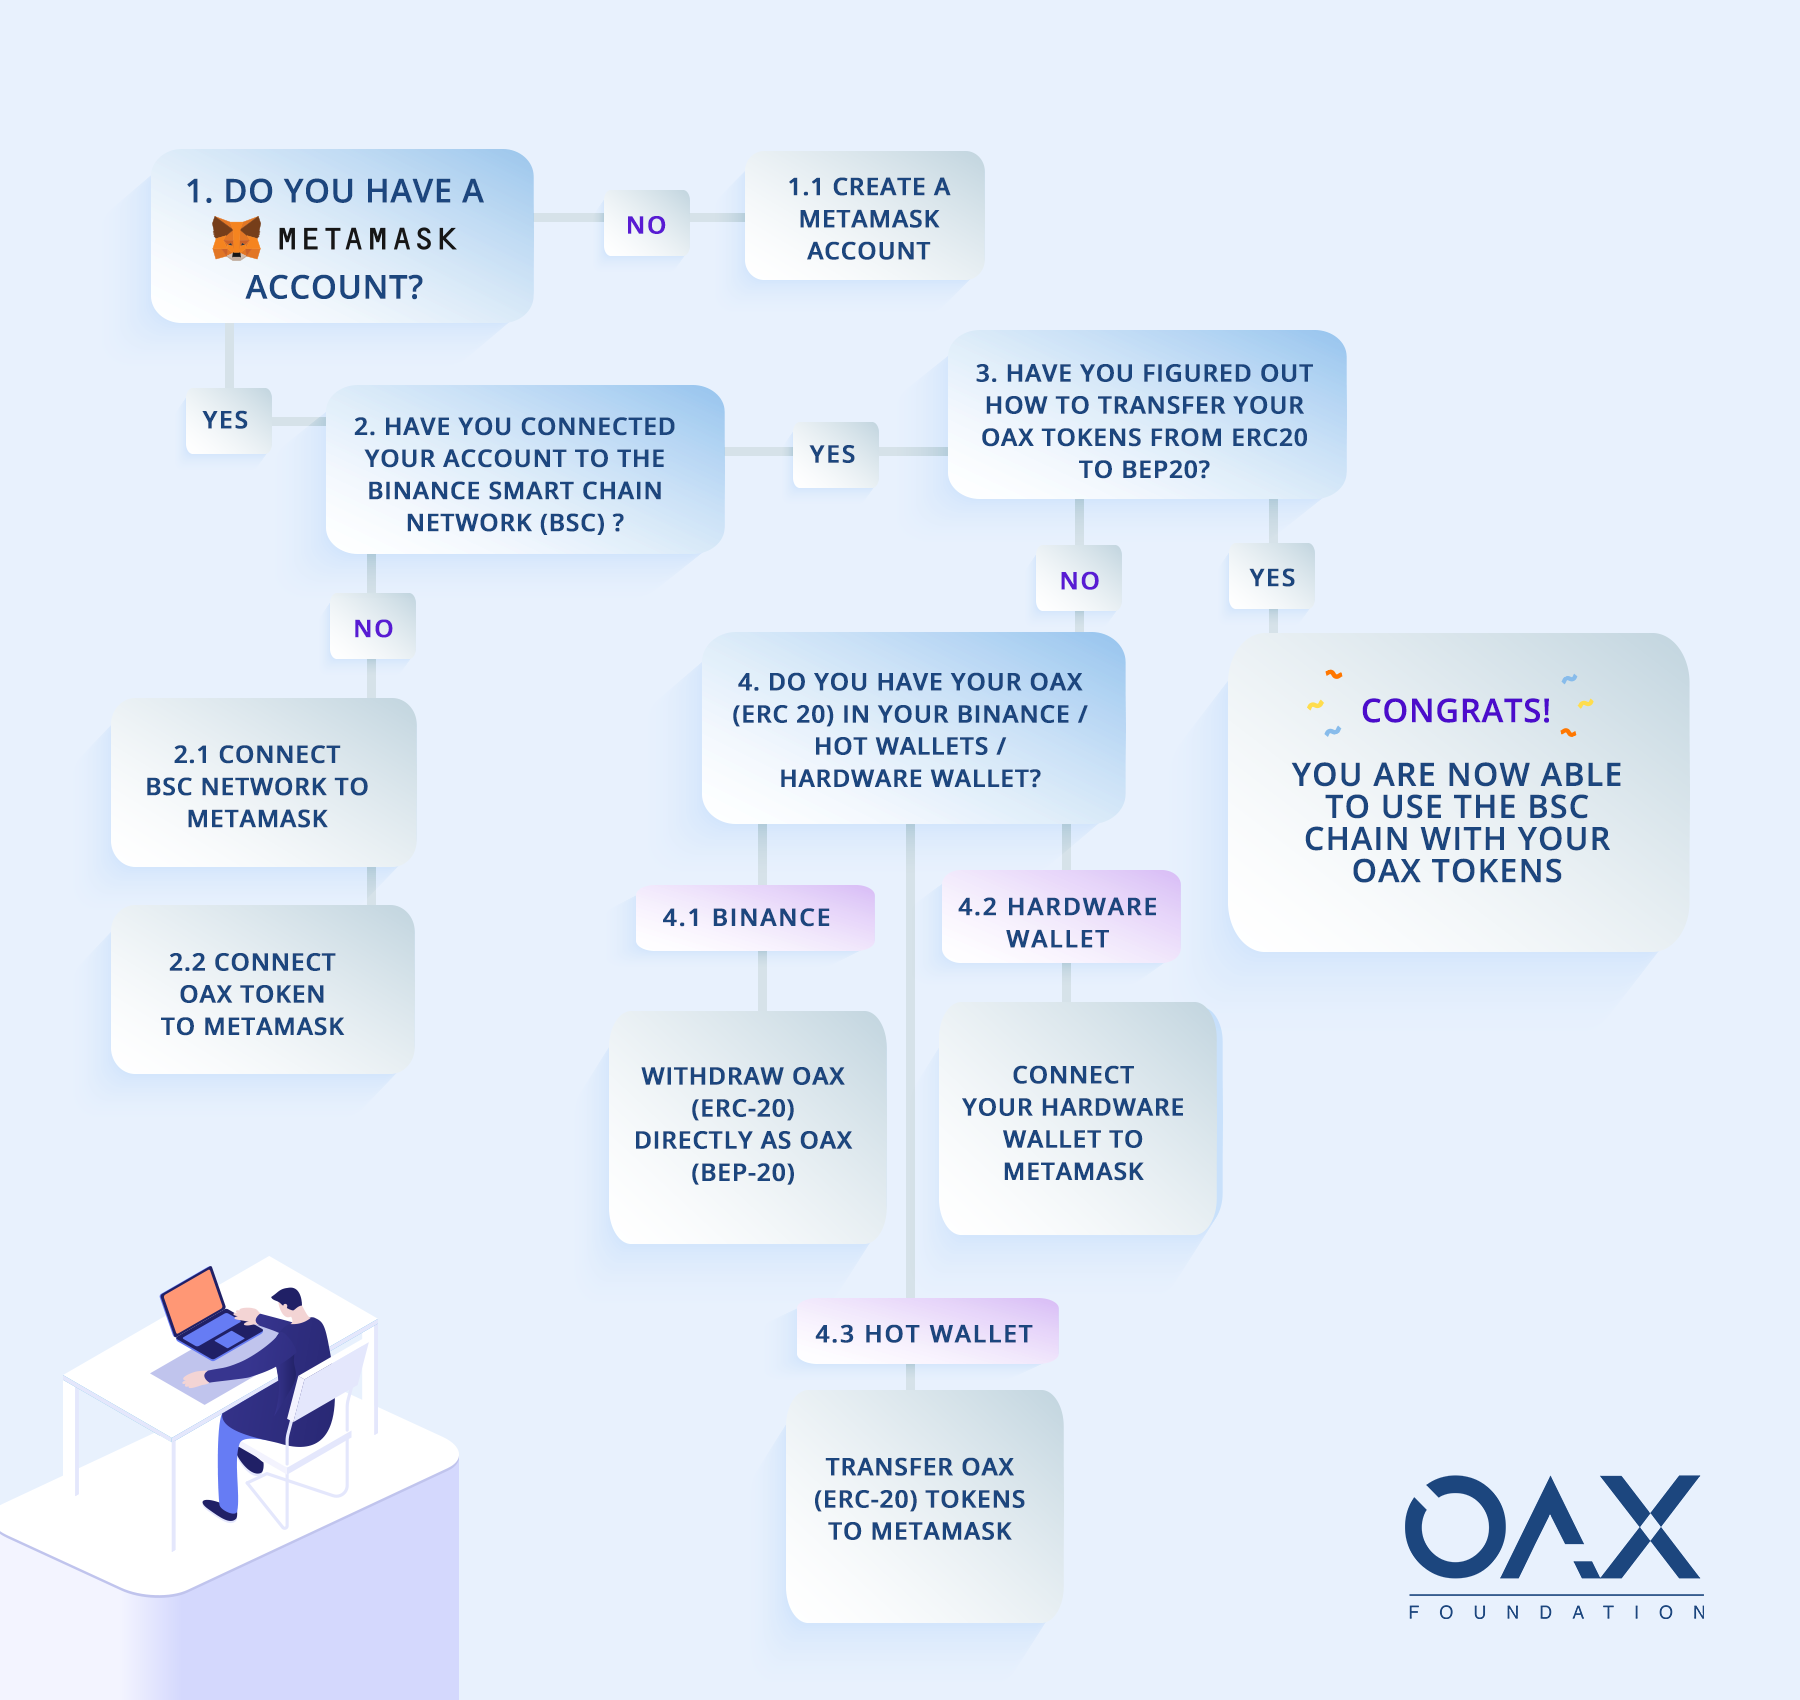 1. DO YOU HAVE A
METAMASK
ACCOUNT?
NO
1.1 CREATE A
METAMASK
ACCOUNT
YES
2. HAVE YOU CONNECTED
YOUR ACCOUNT TO THE
BINANCE SMART CHAIN
NETWORK (BSC) ?
YES
3. HAVE YOU FIGURED OUT
HOW TO TRANSFER YOUR
OAX TOKENS FROM ERC20
TO BEP20?
NO
2.1 CONNECT
BSC NETWORK TO
METAMASK
2.2 CONNECT
OAX TOKEN
TO METAMASK
NO
YES
CONGRATS!
YOU ARE NOW ABLE
TO USE THE BSC
CHAIN WITH YOUR
OAX TOKENS
4. DO YOU HAVE YOUR OAX
(ERC 20) IN YOUR BINANCE /
HOT WALLETS /
HARDWARE WALLET?
4.1 BINANCE
WITHDRAW OAX
(ERC-20)
DIRECTLY AS OAX
(BEP-20)
4.2 HARDWARE
WALLET
CONNECT
YOUR HARDWARE
WALLET TO
METAMASK
4.3 HOT WALLET
TRANSFER OAX
(ERC-20) TOKENS
TO METAMASK
OAX
FOUNDATION